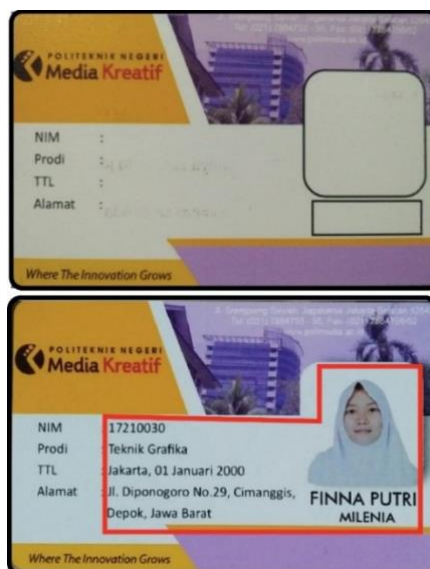 POLITEKNIK NEGERI
Media Kreatif
NIM :
Prodi :
TTL :
Alamat :
Where The Innovation Grows
POLITEKNIK NEGERI
Media Kreatif
NIM 17210030
Prodi Teknik Grafika
TTL Jakarta, 01 Januari 2000
Alamat Jl. Diponogoro No.29, Cimanggis,
Depok, Jawa Barat
FINNA PUTRI
MILENIA
Where The Innovation Grows